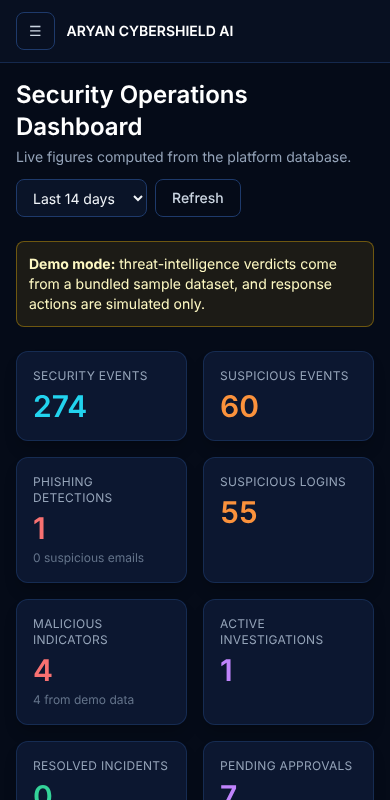 ☰ ARYAN CYBERSHIELD AI
Security Operations
Dashboard
Live figures computed from the platform database.
Last 14 days Refresh
Demo mode: threat-intelligence verdicts come
from a bundled sample dataset, and response
actions are simulated only.
SECURITY EVENTS
274
SUSPICIOUS EVENTS
60
PHISHING
DETECTIONS
1
0 suspicious emails
SUSPICIOUS LOGINS
55
MALICIOUS
INDICATORS
4
4 from demo data
ACTIVE
INVESTIGATIONS
1
RESOLVED INCIDENTS
0
PENDING APPROVALS
7